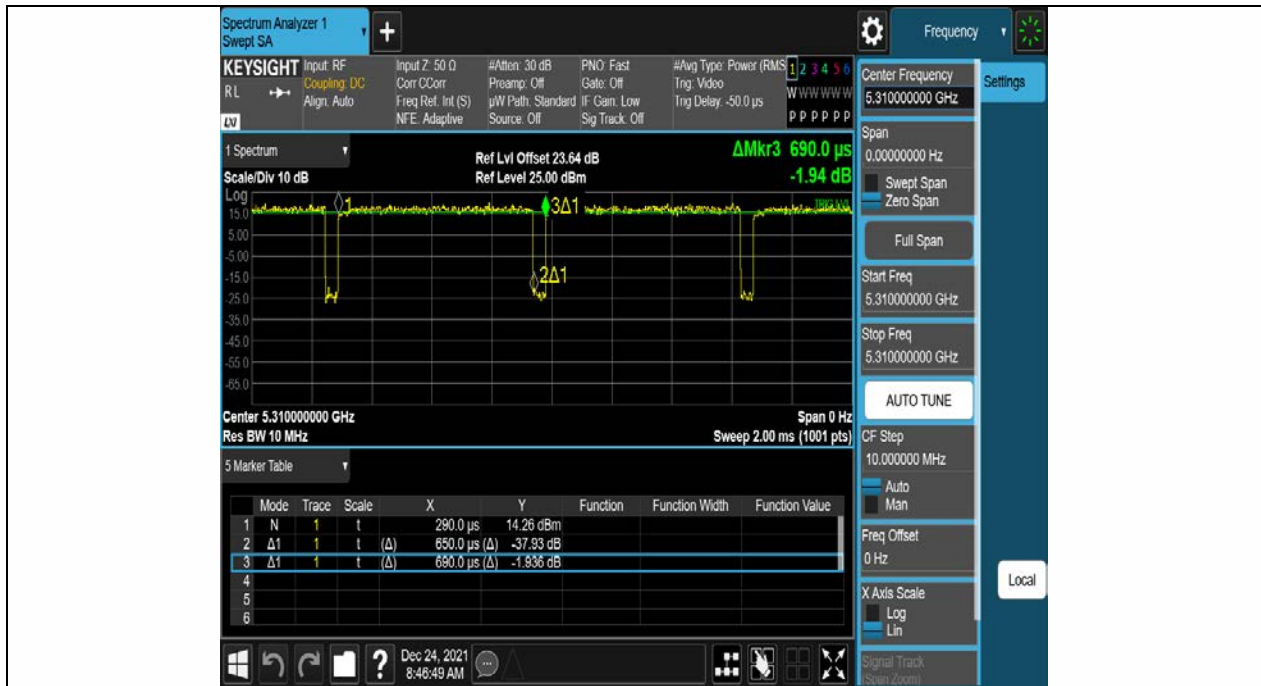 Spectrum Analyzer 1
Swept SA
+
Frequency
KEYSIGHT
RL
LXI
Input: RF
Coupling: DC
Align: Auto
Input Z: 50 Ω
Corr CCorr
Freq Ref: Int (S)
NFE: Adaptive
#Atten: 30 dB
Preamp: Off
µW Path: Standard
Source: Off
PNO: Fast
Gate: Off
IF Gain: Low
Sig Track: Off
#Avg Type: Power (RMS
Trig: Video
Trig Delay: -50.0 µs
1 2 3 4 5 6
W W W W W W
P P P P P P
1 Spectrum
Scale/Div 10 dB
Ref Lvl Offset 23.64 dB
Ref Level 25.00 dBm
ΔMkr3 690.0 µs
-1.94 dB
Log
15.0
5.00
-5.00
-15.0
-25.0
-35.0
-45.0
-55.0
-65.0
1
3Δ1
2Δ1
TRIG LVL
Center 5.310000000 GHz
Span 0 Hz
Res BW 10 MHz
Sweep 2.00 ms (1001 pts)
5 Marker Table
Mode Trace Scale X Y Function Function Width Function Value
1 N 1 t 290.0 µs 14.26 dBm
2 Δ1 1 t (Δ) 650.0 µs (Δ) -37.93 dB
3 Δ1 1 t (Δ) 690.0 µs (Δ) -1.936 dB
4
5
6
?
Dec 24, 2021
8:46:49 AM
Center Frequency
5.310000000 GHz
Span
0.00000000 Hz
Swept Span
Zero Span
Full Span
Start Freq
5.310000000 GHz
Stop Freq
5.310000000 GHz
AUTO TUNE
CF Step
10.000000 MHz
Auto
Man
Freq Offset
0 Hz
X Axis Scale
Log
Lin
Signal Track
(Span Zoom)
Settings
Local